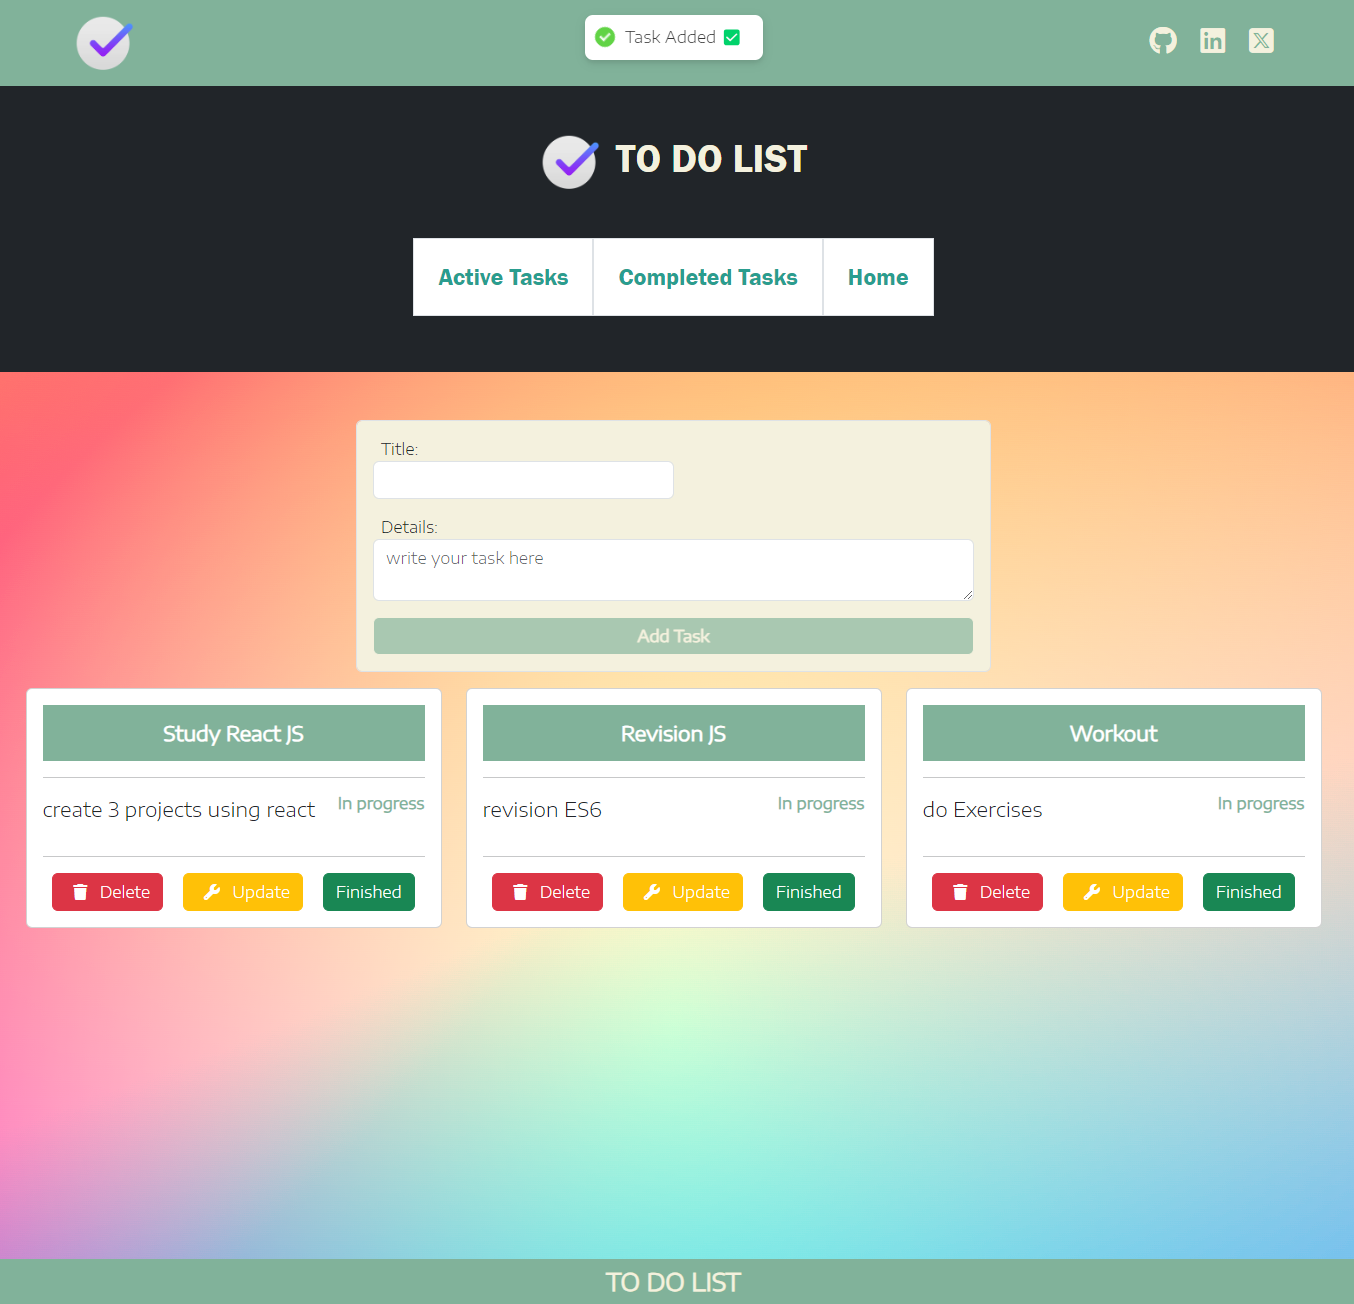 Task Added
TO DO LIST
Active Tasks
Completed Tasks
Home
Title:
Details:
write your task here
Add Task
Study React JS
create 3 projects using react
In progress
Delete
Update
Finished
Revision JS
revision ES6
In progress
Delete
Update
Finished
Workout
do Exercises
In progress
Delete
Update
Finished
TO DO LIST